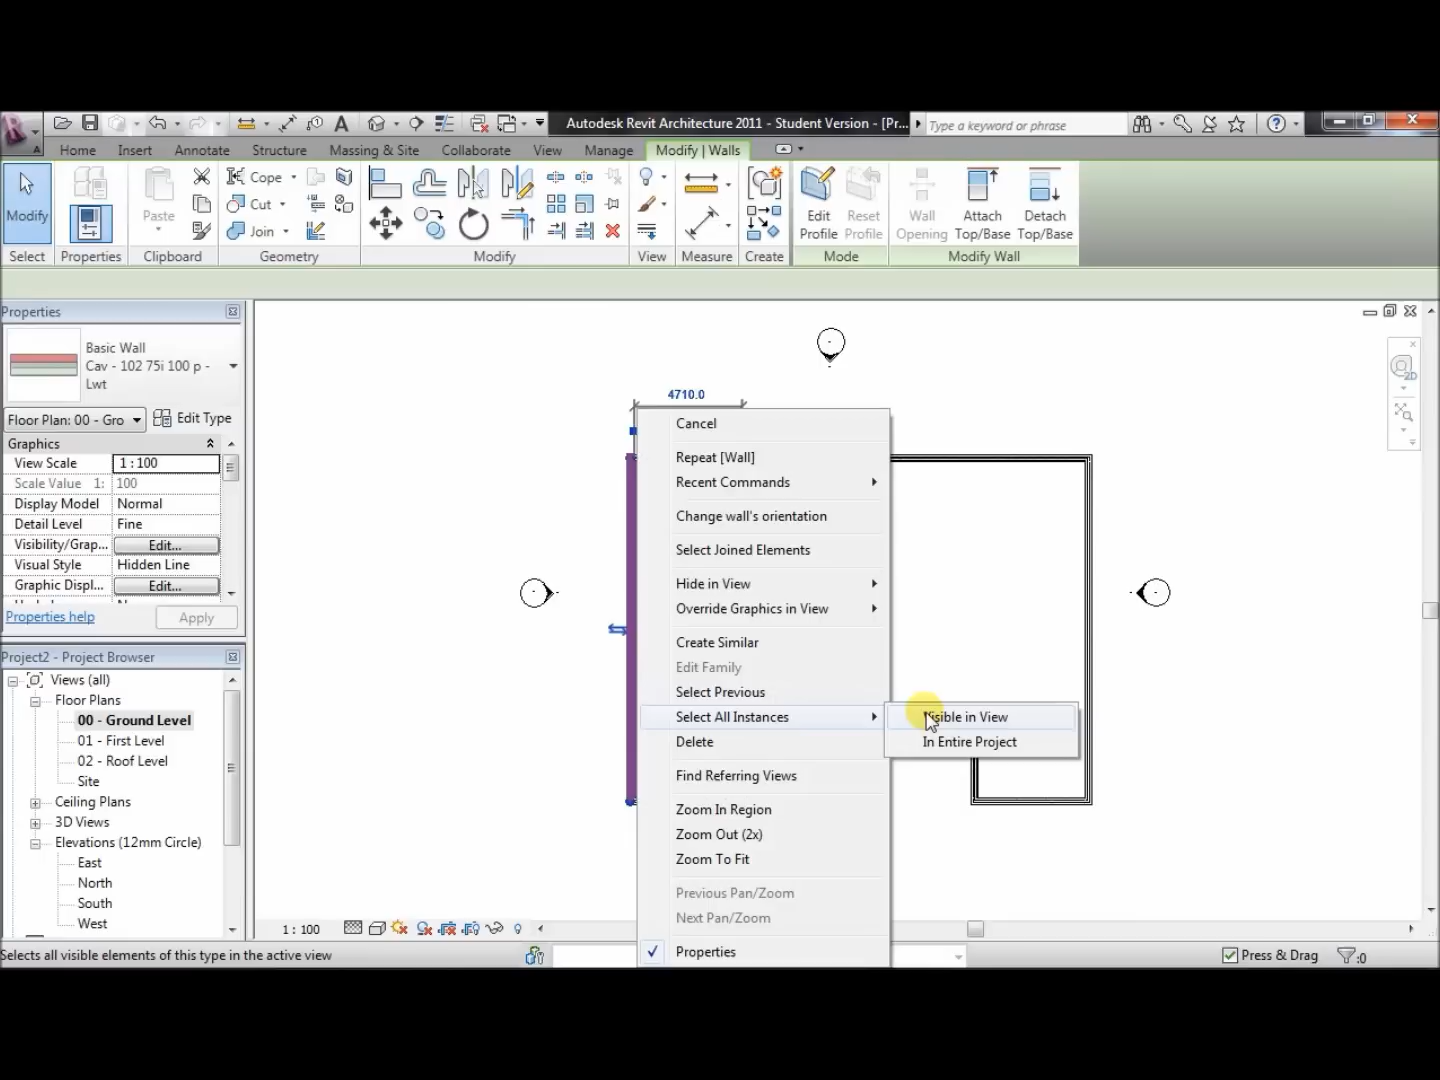 Autodesk Revit Architecture 2011 - Student Version - [Pr...
Type a keyword or phrase
Home Insert Annotate Structure Massing & Site Collaborate View Manage Modify | Walls
Modify
Paste
Cope
Cut
Join
Edit Profile
Reset Profile
Wall Opening
Attach Top/Base
Detach Top/Base
Select Properties Clipboard Geometry Modify View Measure Create Mode Modify Wall
Properties
Basic Wall
Cav - 102 75i 100 p -
Lwt
Floor Plan: 00 - Gro
Edit Type
Graphics
View Scale 1 : 100
Scale Value 1: 100
Display Model Normal
Detail Level Fine
Visibility/Grap... Edit...
Visual Style Hidden Line
Graphic Displ... Edit...
Properties help Apply
Project2 - Project Browser
Views (all)
Floor Plans
00 - Ground Level
01 - First Level
02 - Roof Level
Site
Ceiling Plans
3D Views
Elevations (12mm Circle)
East
North
South
West
2D
4710.0
Cancel
Repeat [Wall]
Recent Commands
Change wall's orientation
Select Joined Elements
Hide in View
Override Graphics in View
Create Similar
Edit Family
Select Previous
Select All Instances
Delete
Find Referring Views
Zoom In Region
Zoom Out (2x)
Zoom To Fit
Previous Pan/Zoom
Next Pan/Zoom
Properties
Visible in View
In Entire Project
1 : 100
Selects all visible elements of this type in the active view
Press & Drag
:0